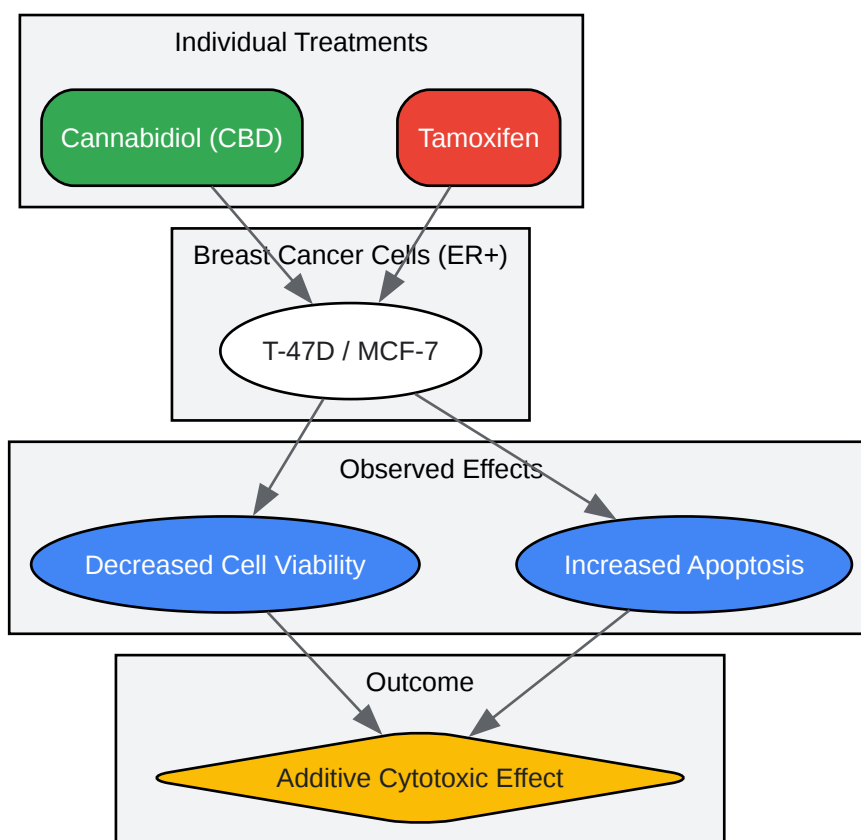 Individual Treatments
Cannabidiol (CBD)
Tamoxifen
Breast Cancer Cells (ER+)
T-47D / MCF-7
Observed Effects
Decreased Cell Viability
Increased Apoptosis
Outcome
Additive Cytotoxic Effect